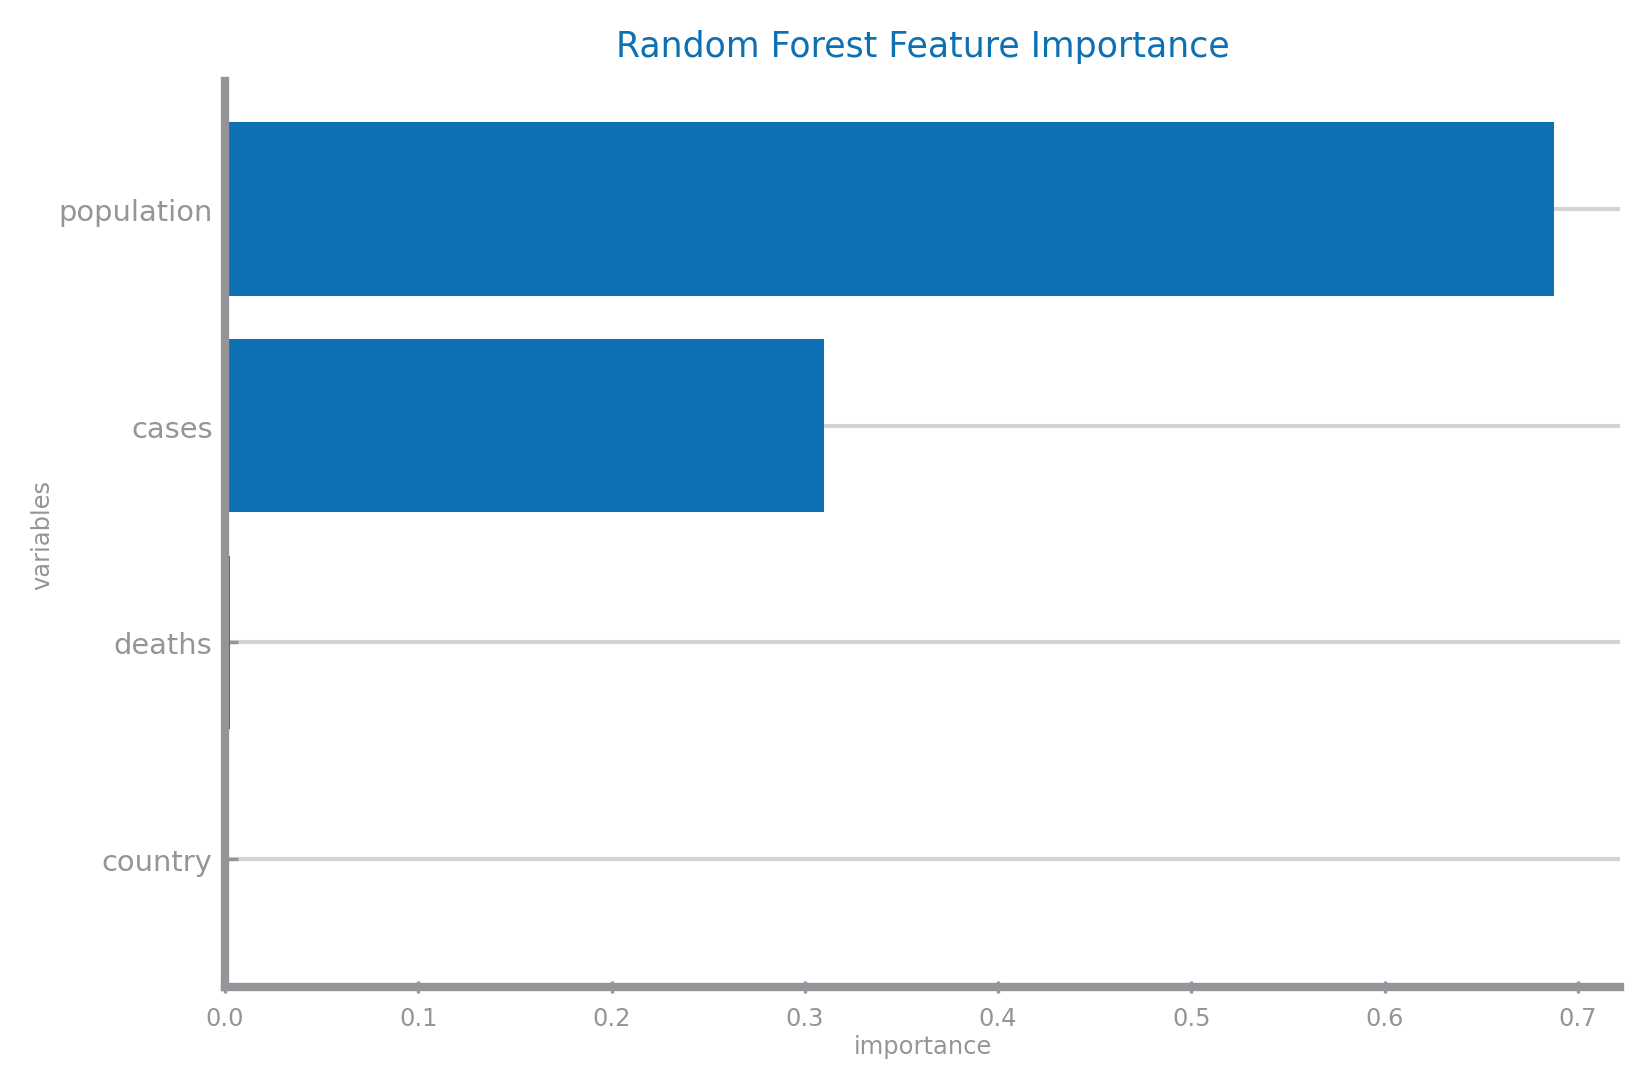 Random Forest Feature Importance
population
cases
deaths
country
variables
0.0 0.1 0.2 0.3 0.4 0.5 0.6 0.7
importance